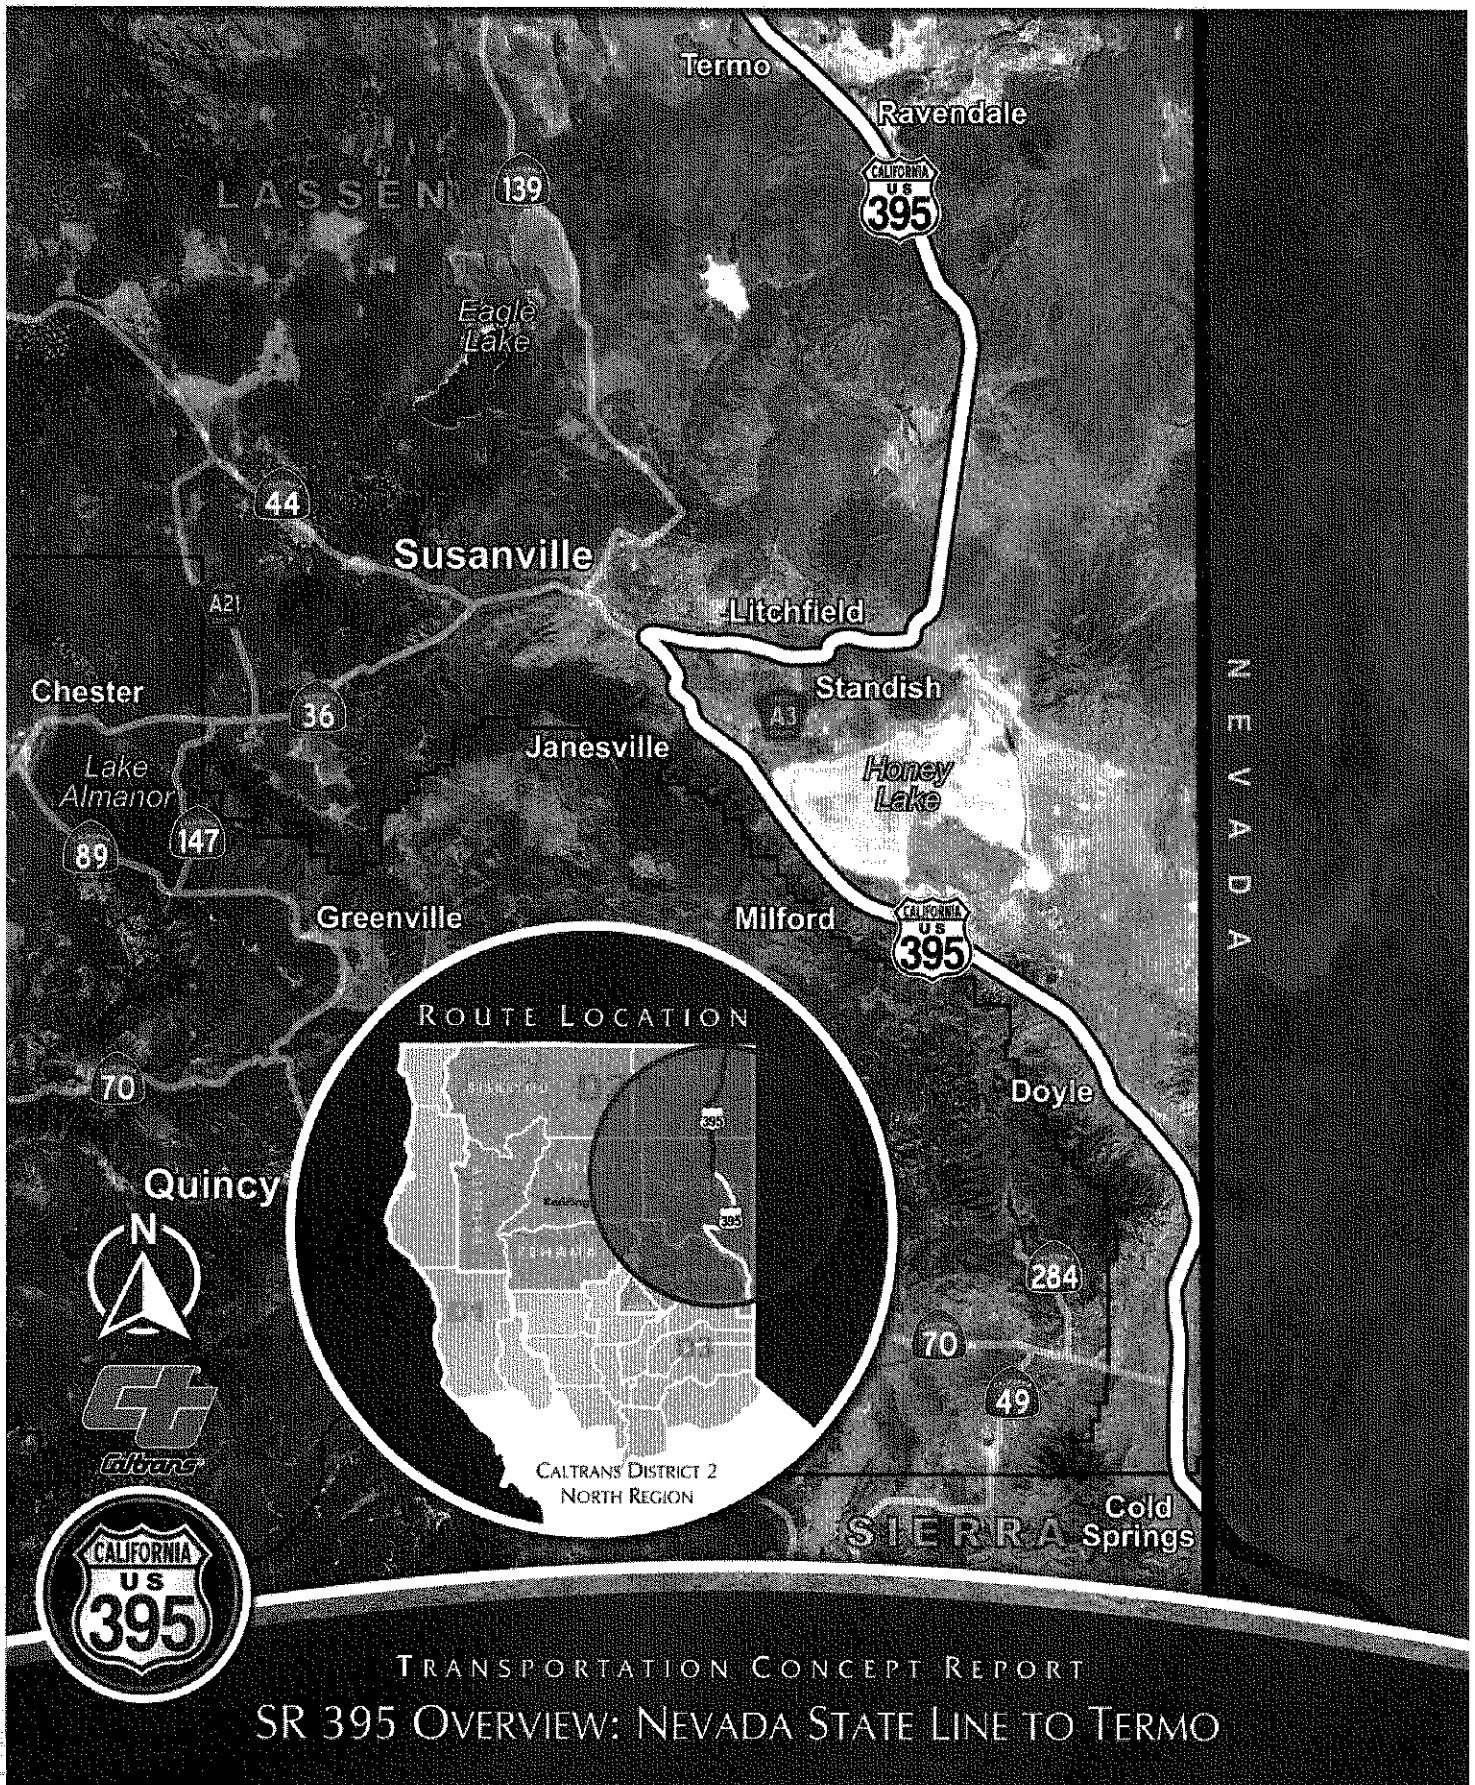 Termo
Ravendale
CALIFORNIA
US
395
LASSEN
139
Eagle
Lake
44
Susanville
A21
Litchfield
Chester
36
Standish
A3
Janesville
Lake
Almanor
Honey
Lake
NEVADA
89
147
Greenville
Milford
CALIFORNIA
US
395
ROUTE LOCATION
70
Doyle
395
Quincy
395
Redding
TEHAMA
N
284
70
49
Caltrans
CALTRANS DISTRICT 2
NORTH REGION
Cold
Springs
SIERRA
CALIFORNIA
US
395
TRANSPORTATION CONCEPT REPORT
SR 395 OVERVIEW: NEVADA STATE LINE TO TERMO